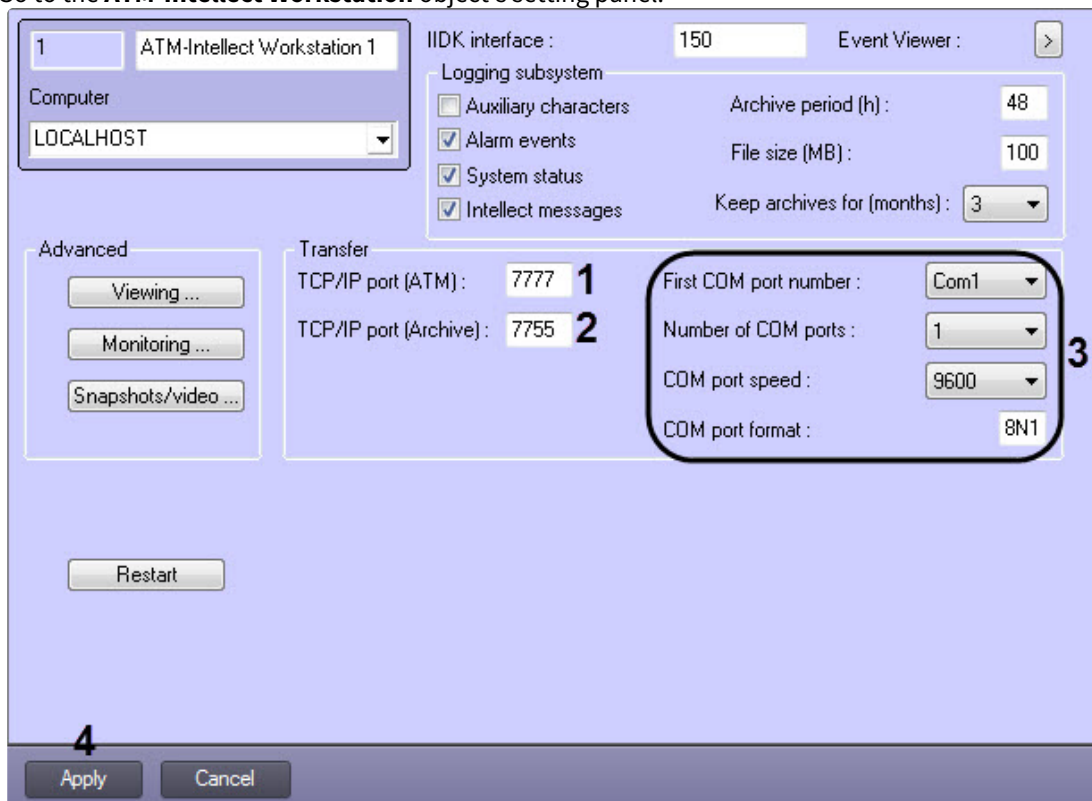 Go to the ATM-Intellect Workstation object's setting panel.
1 ATM-Intellect Workstation 1
Computer
LOCALHOST
IIDK interface : 150 Event Viewer : >
Logging subsystem
Auxiliary characters Archive period (h) : 48
Alarm events File size (MB) : 100
System status
Intellect messages Keep archives for (months) : 3
Advanced
Viewing ...
Monitoring ...
Snapshots/video ...
Transfer
TCP/IP port (ATM) : 7777 1
TCP/IP port (Archive) : 7755 2
First COM port number : Com1
Number of COM ports : 1
3
COM port speed : 9600
COM port format : 8N1
Restart
4
Apply Cancel